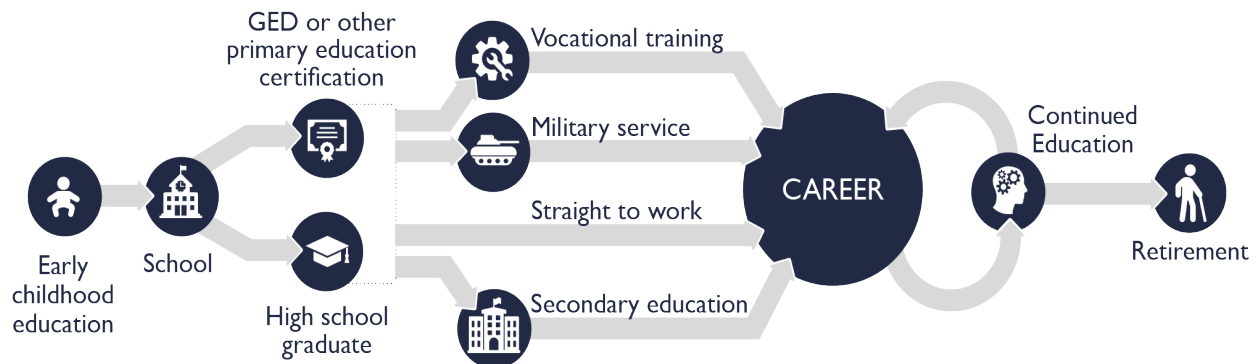 GED or other
primary education
certification
Vocational training
Military service
Straight to work
Secondary education
Early
childhood
education
School
High school
graduate
CAREER
Continued
Education
Retirement